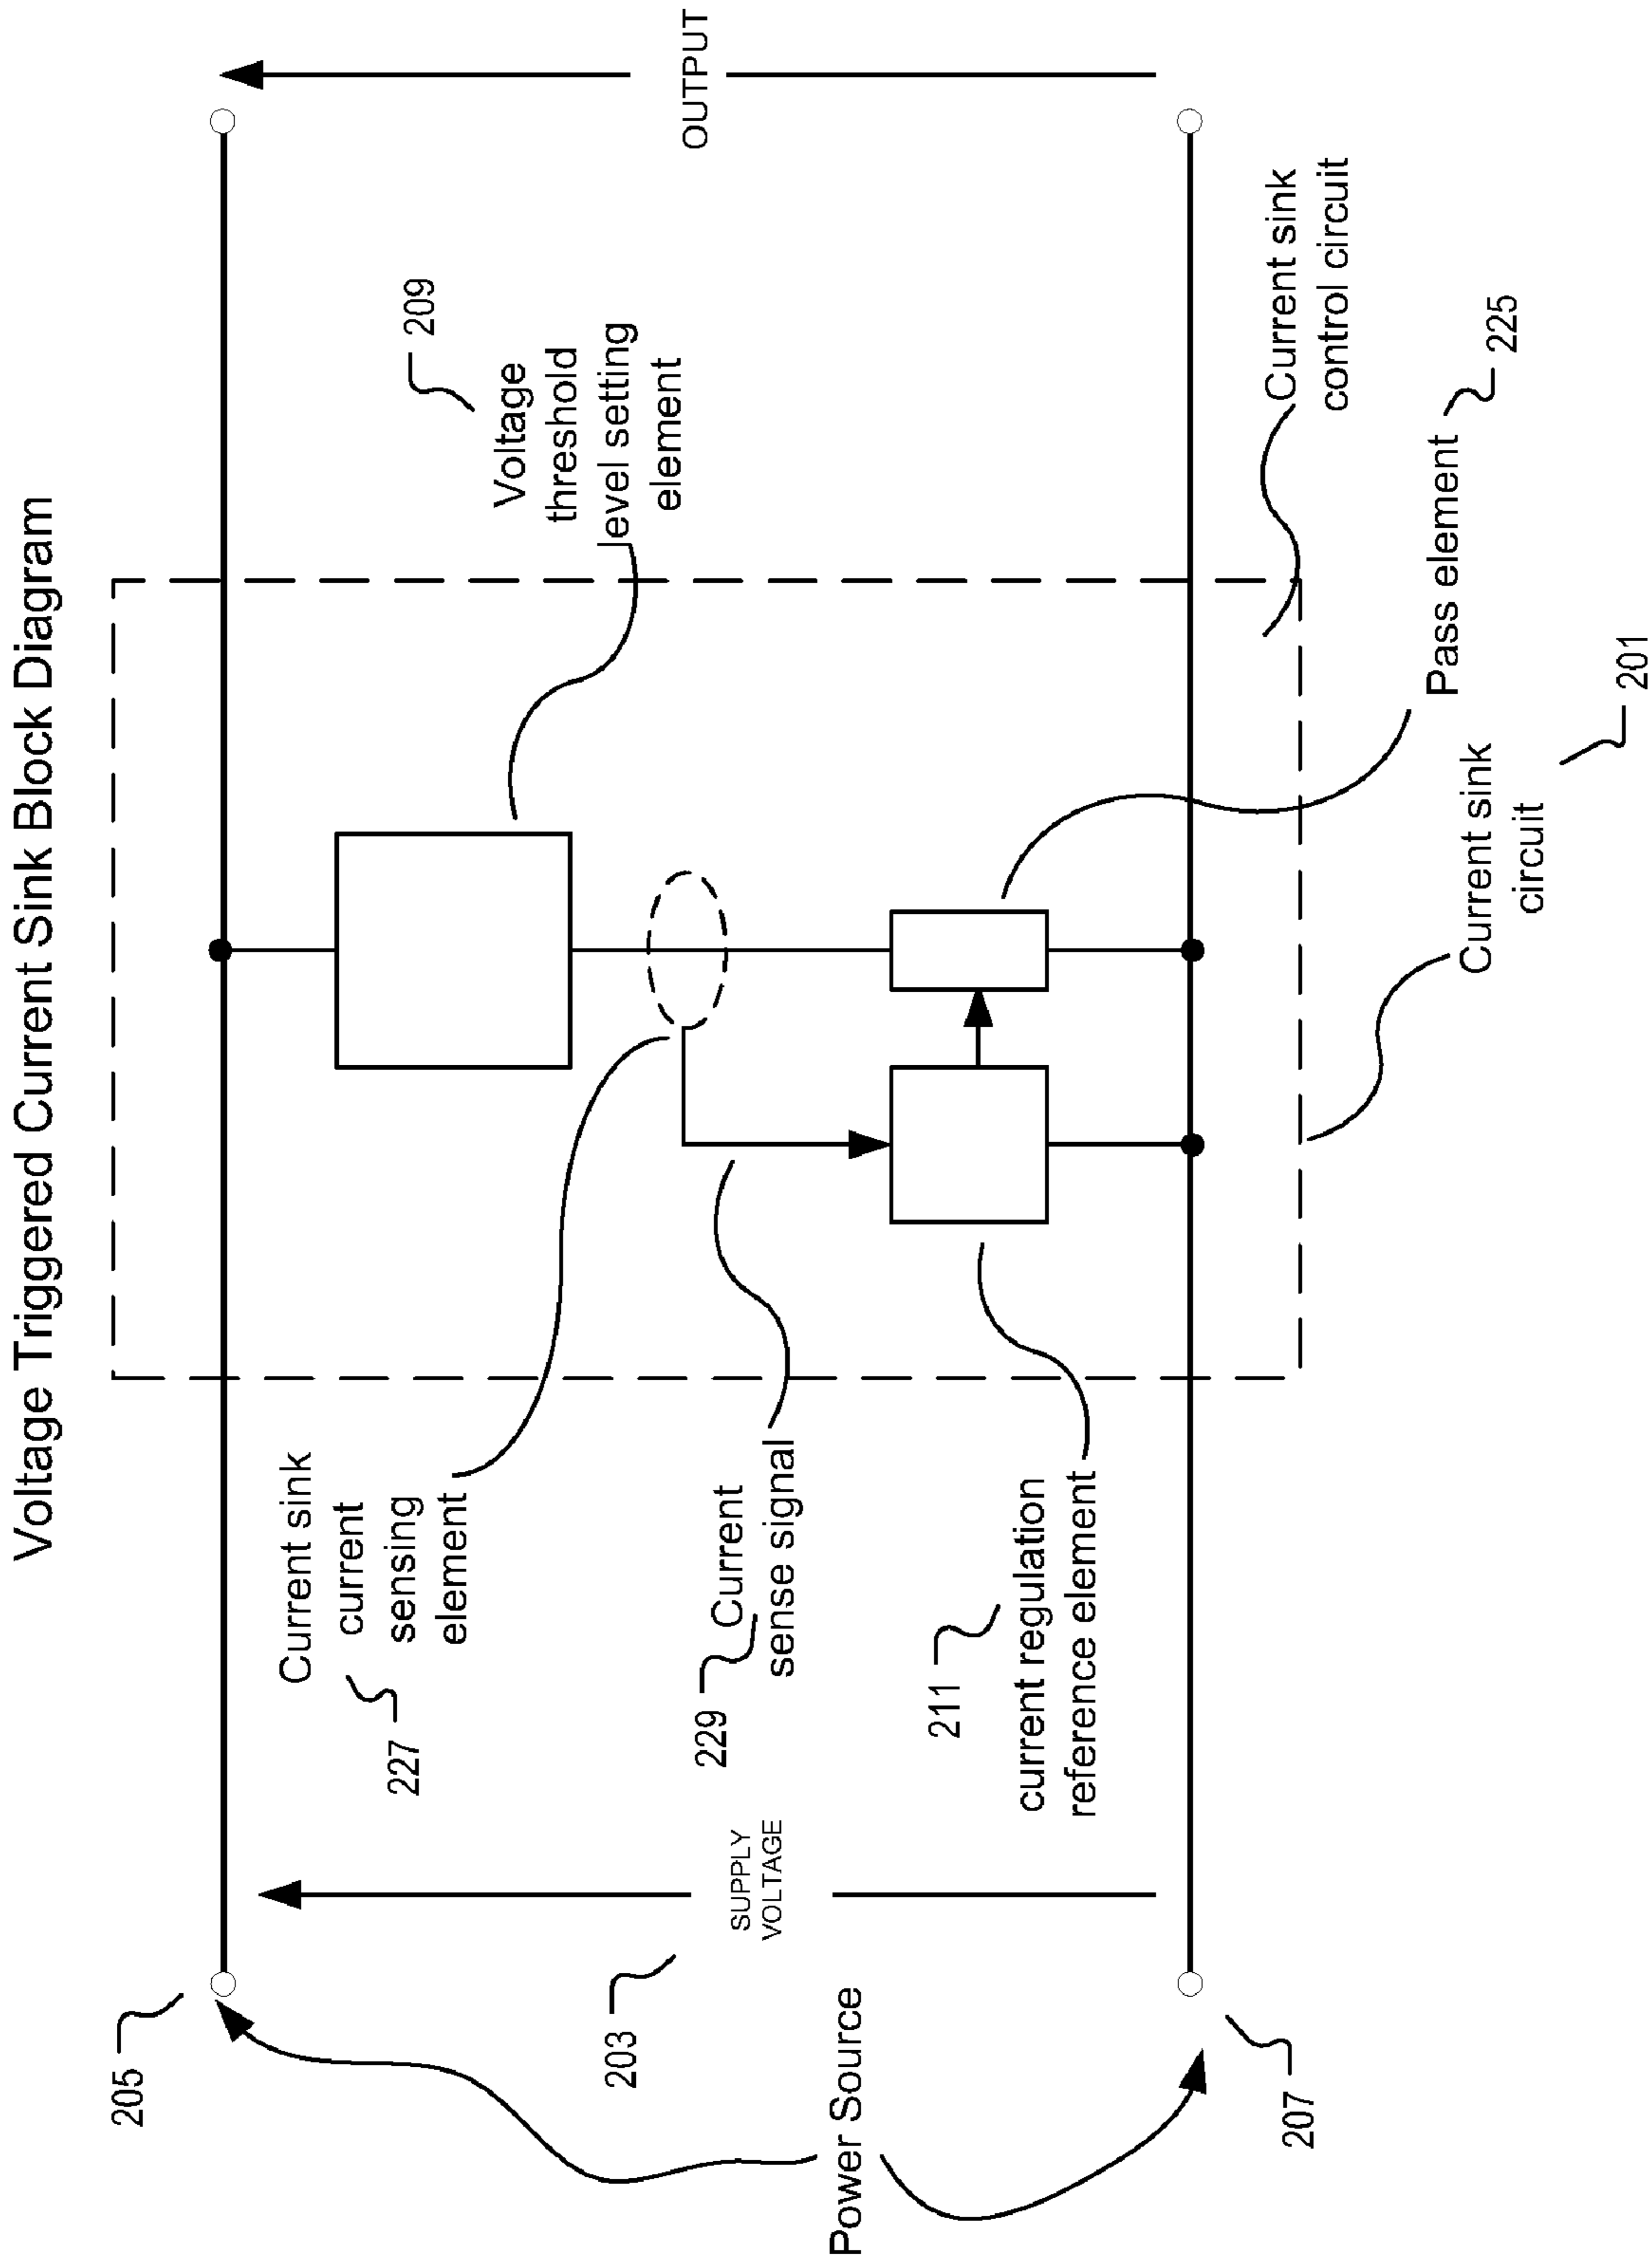 Voltage Triggered Current Sink Block Diagram
205
Power Source
207
203
SUPPLY
VOLTAGE
227
Current sink
current
sensing
element
229
Current
sense signal
211
current regulation
reference element
209
Voltage
threshold
level setting
element
OUTPUT
Current sink
control circuit
Pass element
225
Current sink
circuit
201